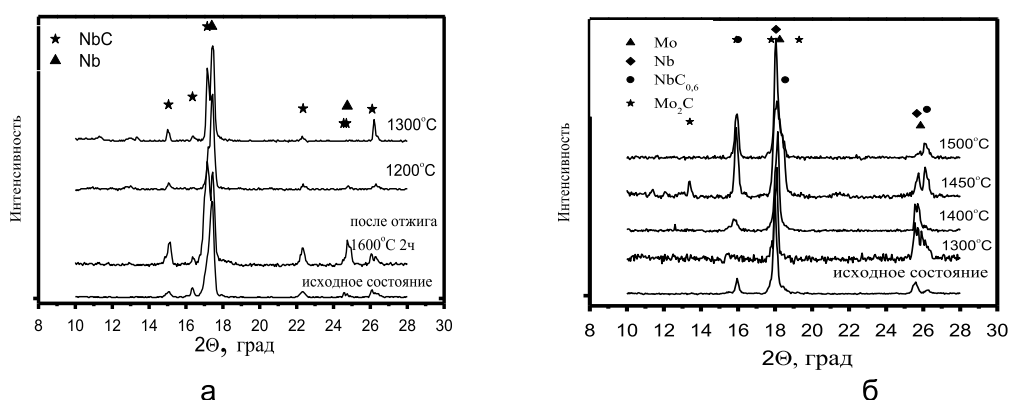 ★ NbC
▲ Nb
1300°C
1200°C
после отжига
1600°C 2ч
исходное состояние
Интенсивность
8 10 12 14 16 18 20 22 24 26 28 30
2Θ, град
а
▲ Mo
◆ Nb
● NbC0,6
★ Mo2C
1500°C
1450°C
1400°C
1300°C
исходное состояние
Интенсивность
8 10 12 14 16 18 20 22 24 26 28 30
2Θ, град
б